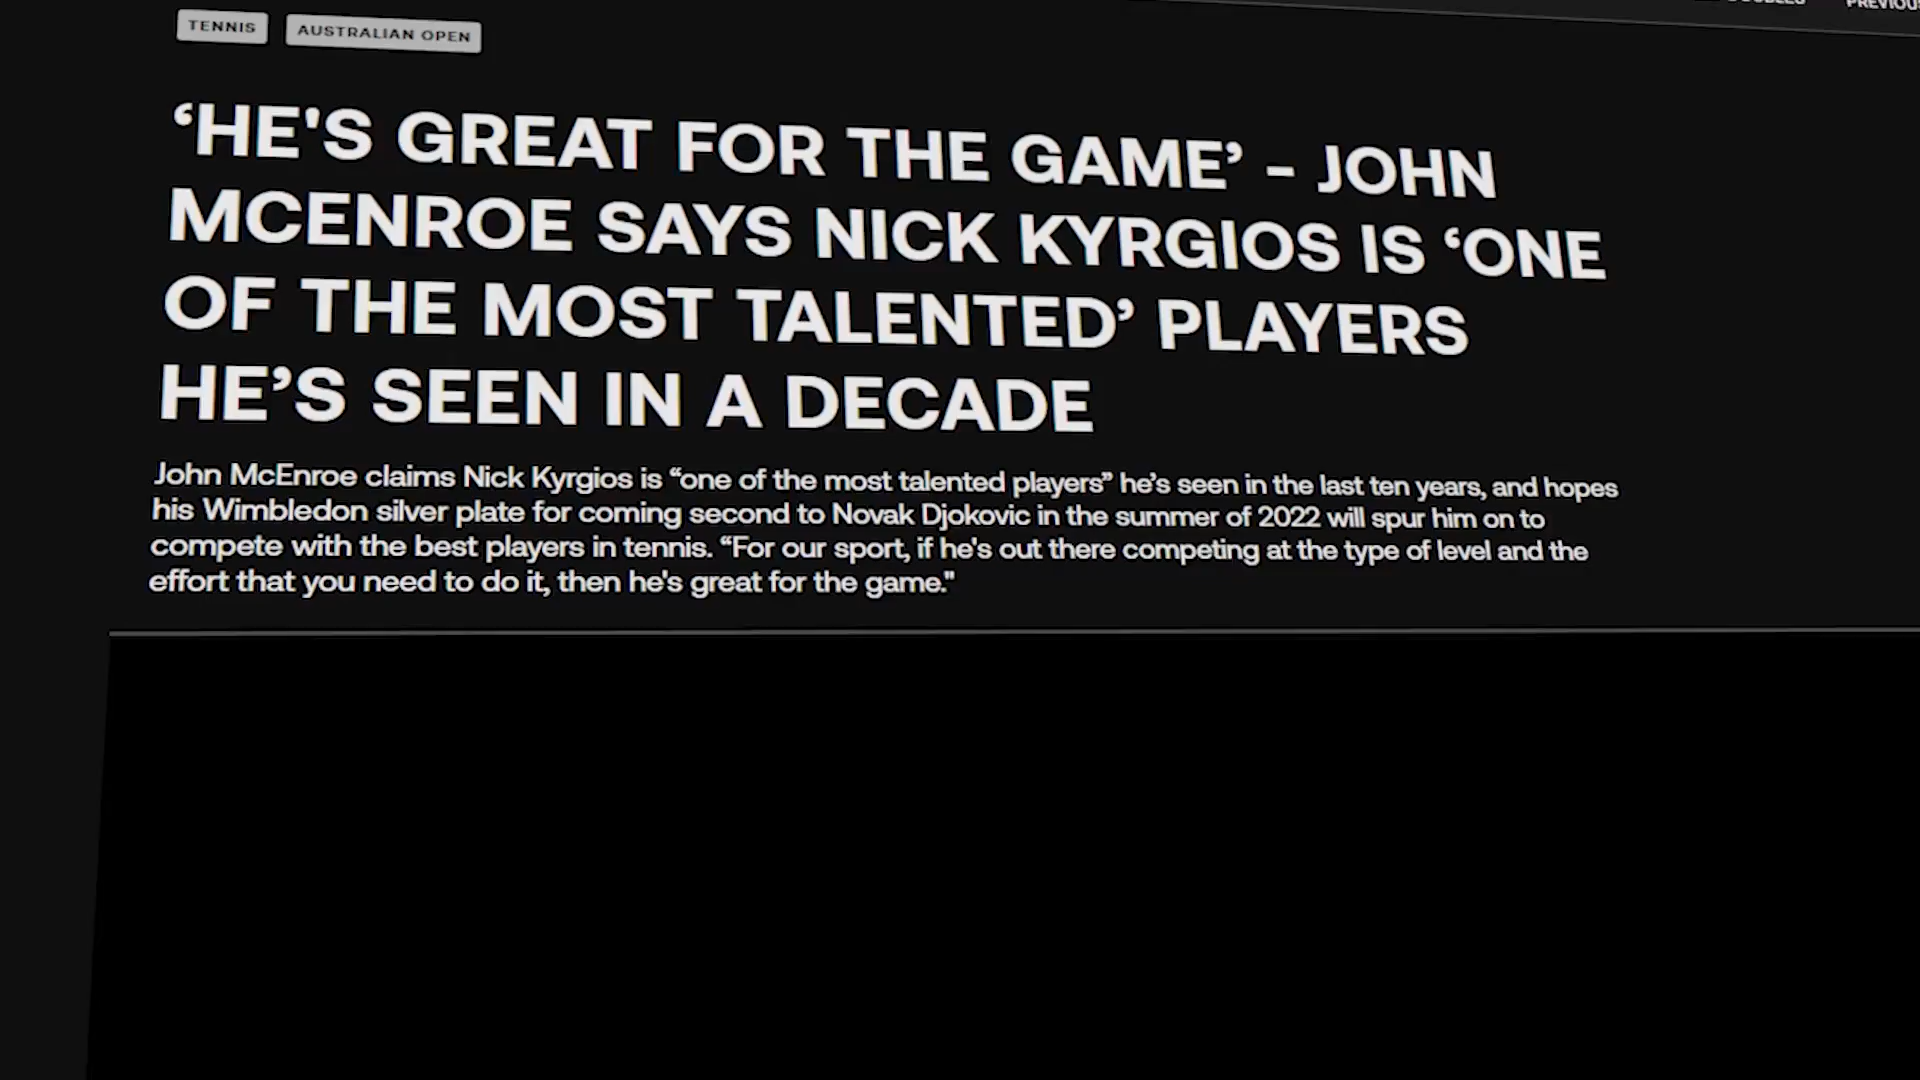 TENNIS AUSTRALIAN OPEN
‘HE'S GREAT FOR THE GAME’ - JOHN
MCENROE SAYS NICK KYRGIOS IS ‘ONE
OF THE MOST TALENTED’ PLAYERS
HE’S SEEN IN A DECADE
John McEnroe claims Nick Kyrgios is “one of the most talented players” he’s seen in the last ten years, and hopes
his Wimbledon silver plate for coming second to Novak Djokovic in the summer of 2022 will spur him on to
compete with the best players in tennis. “For our sport, if he's out there competing at the type of level and the
effort that you need to do it, then he's great for the game."